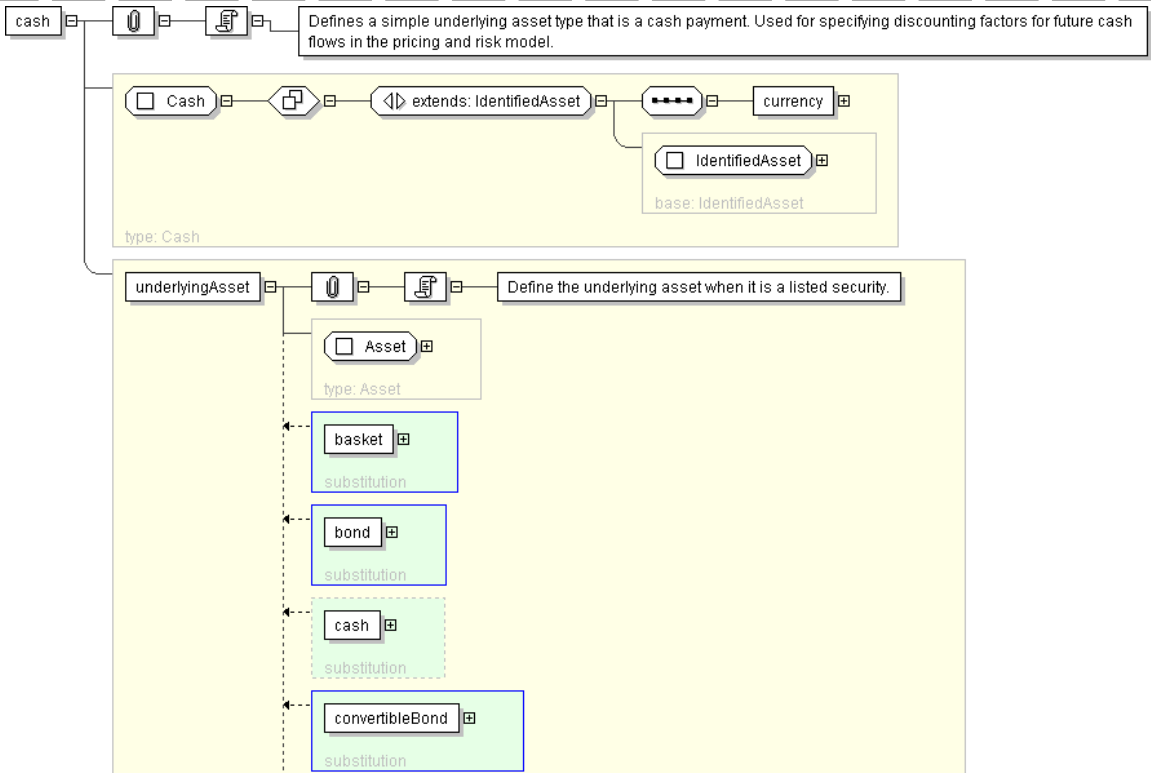 cash
Defines a simple underlying asset type that is a cash payment. Used for specifying discounting factors for future cash
flows in the pricing and risk model.
Cash
extends: IdentifiedAsset
currency
IdentifiedAsset
base: IdentifiedAsset
type: Cash
underlyingAsset
Define the underlying asset when it is a listed security.
Asset
type: Asset
basket
substitution
bond
substitution
cash
substitution
convertibleBond
substitution